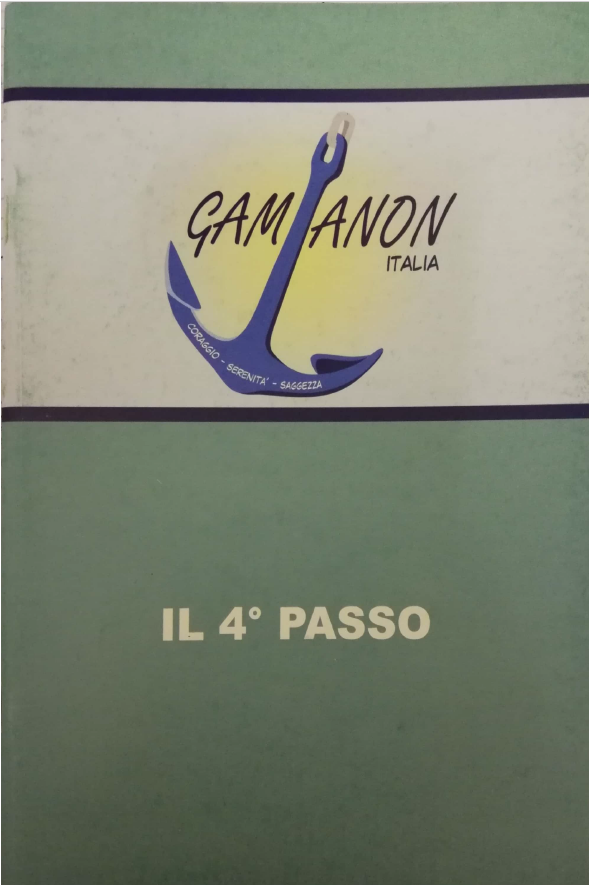 GAM ANON
ITALIA
CORAGGIO - SERENITA' - SAGGEZZA
IL 4° PASSO